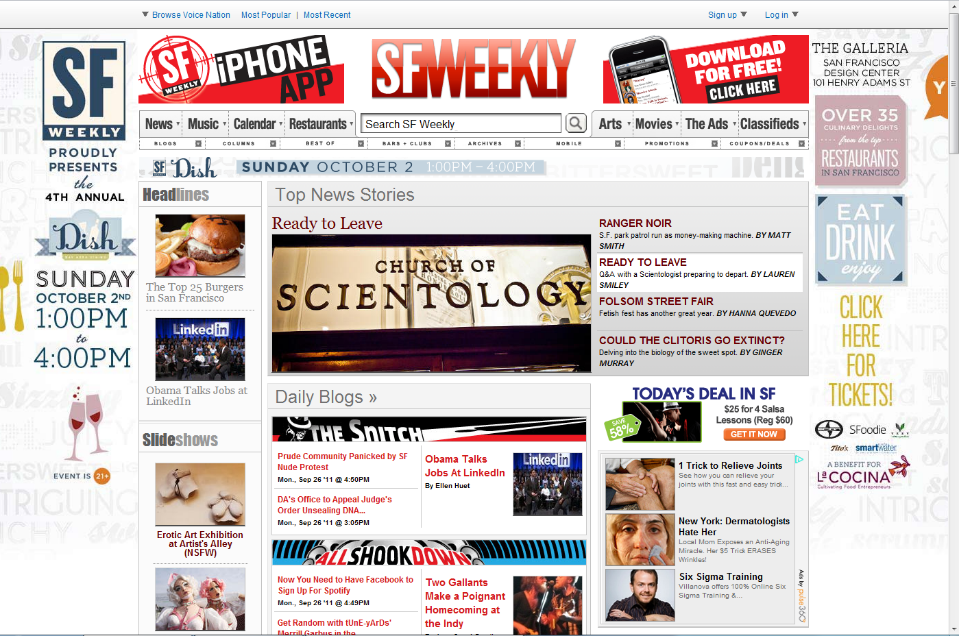 Browse Voice Nation Most Popular | Most Recent Sign up Log in
SF
WEEKLY
PROUDLY
PRESENTS
the
4TH ANNUAL
Dish
SUNDAY
OCTOBER 2ND
1:00PM
to
4:00PM
EVENT IS 21+
SF
WEEKLY
iPHONE
APP
SF WEEKLY
DOWNLOAD
FOR FREE!
CLICK HERE
News Music Calendar Restaurants Search SF Weekly Arts Movies The Ads Classifieds
BLOGS COLUMNS BEST OF BARS + CLUBS ARCHIVES MOBILE PROMOTIONS COUPONS/DEALS
SF Dish SUNDAY OCTOBER 2 1:00PM–4:00PM
Headlines
The Top 25 Burgers
in San Francisco
LinkedIn
Obama Talks Jobs at
LinkedIn
Slideshows
Erotic Art Exhibition
at Artist's Alley
(NSFW)
Top News Stories
Ready to Leave
CHURCH OF
SCIENTOLOGY
RANGER NOIR
S.F. park patrol run as money-making machine. BY MATT
SMITH
READY TO LEAVE
Q&A with a Scientologist preparing to depart. BY LAUREN
SMILEY
FOLSOM STREET FAIR
Fetish fest has another great year. BY HANNA QUEVEDO
COULD THE CLITORIS GO EXTINCT?
Delving into the biology of the sweet spot. BY GINGER
MURRAY
Daily Blogs »
THE SNITCH
Prude Community Panicked by SF
Nude Protest
Mon., Sep 26 '11 @ 4:50PM
DA's Office to Appeal Judge's
Order Unsealing DNA...
Mon., Sep 26 '11 @ 3:05PM
Obama Talks
Jobs At LinkedIn
By Ellen Huet
LinkedIn
ALL SHOOK DOWN
Now You Need to Have Facebook to
Sign Up For Spotify
Mon., Sep 26 '11 @ 4:49PM
Get Random with tUnE-yArDs'
Merrill Garbus in the
Two Gallants
Make a Poignant
Homecoming at
the Indy
TODAY'S DEAL IN SF
SAVE
58%
$25 for 4 Salsa
Lessons (Reg $60)
GET IT NOW
1 Trick to Relieve Joints
See how you can relieve your
joints with this fast and easy trick...
New York: Dermatologists
Hate Her
Local Mom Exposes an Anti-Aging
Miracle. Her $5 Trick ERASES
Wrinkles!
Six Sigma Training
Villanova offers 100% Online Six
Sigma Training &...
Ads by pulse 360
THE GALLERIA
SAN FRANCISCO
DESIGN CENTER
101 HENRY ADAMS ST
OVER 35
CULINARY DELIGHTS
from the top
RESTAURANTS
IN SAN FRANCISCO
EAT
DRINK
enjoy
CLICK
HERE
FOR
TICKETS!
SFoodie
Tito's smartwater
A BENEFIT FOR
LA COCINA
Cultivating Food Entrepreneurs